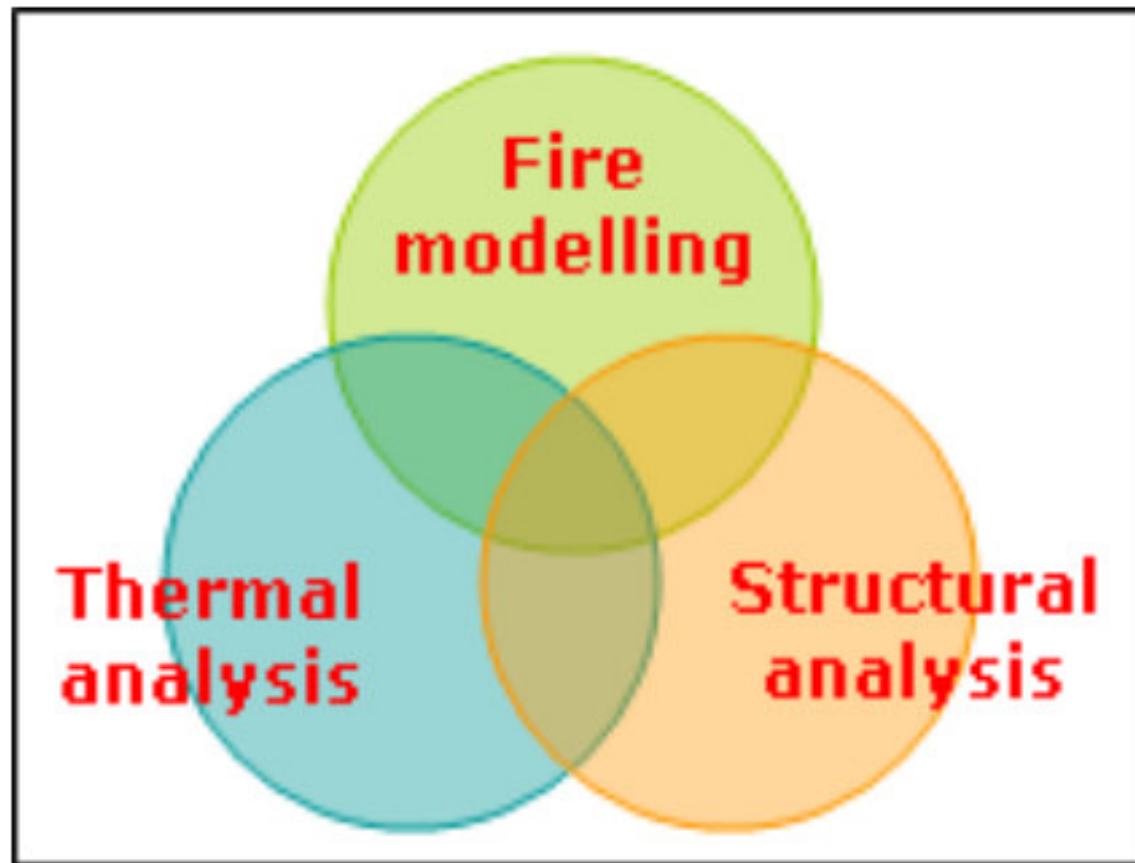 Fire
modelling
Thermal
analysis
Structural
analysis